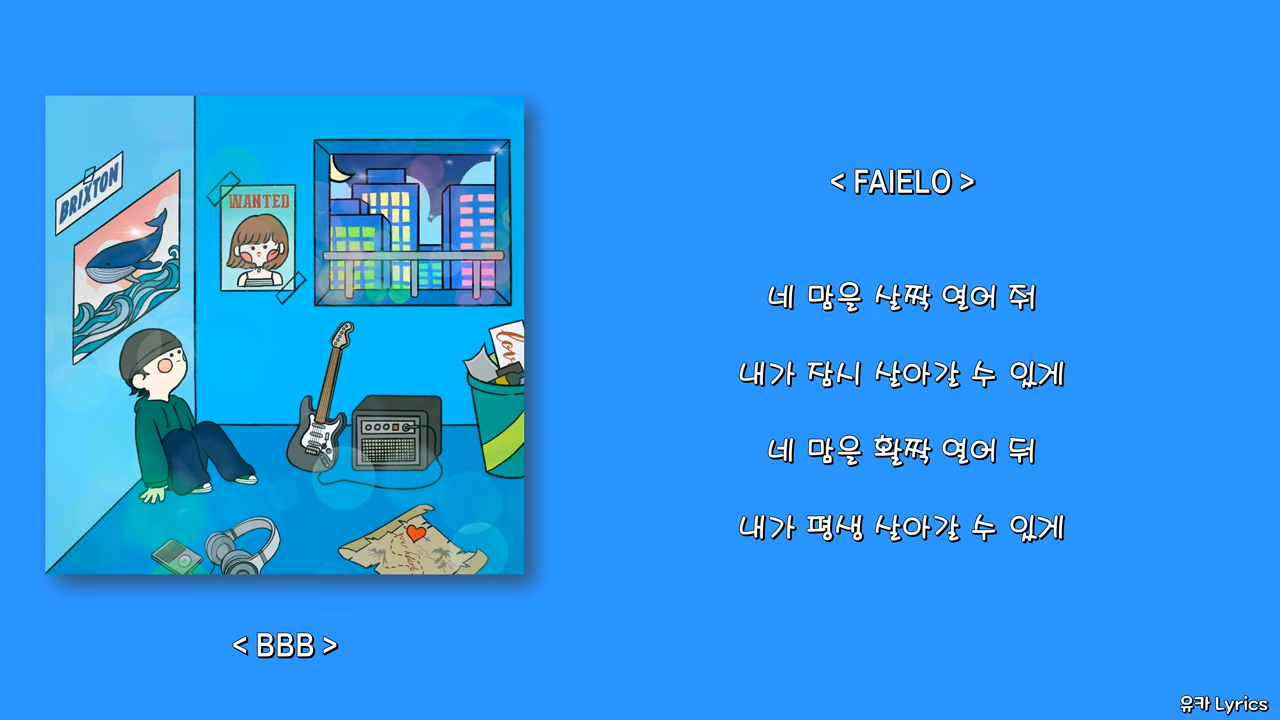 BRIXTON
WANTED
lov
< BBB >
< FAIELO >
네 맘을 살짝 열어 줘
내가 잠시 살아갈 수 있게
네 맘을 활짝 열어 둬
내가 평생 살아갈 수 있게
유카 Lyrics